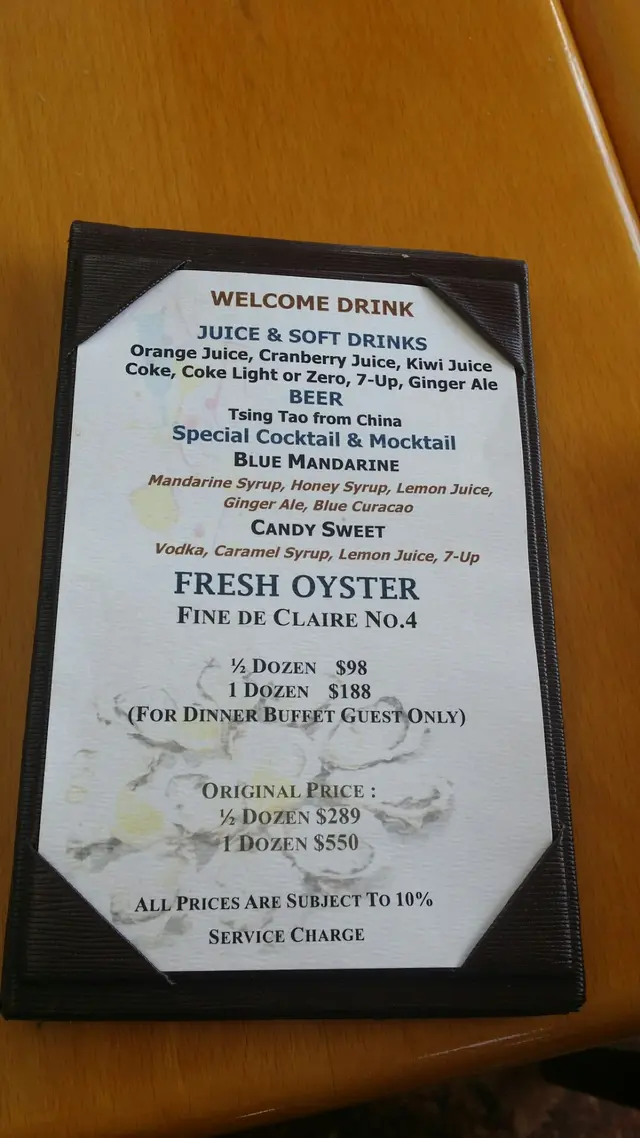 WELCOME DRINK
JUICE & SOFT DRINKS
Orange Juice, Cranberry Juice, Kiwi Juice
Coke, Coke Light or Zero, 7-Up, Ginger Ale
BEER
Tsing Tao from China
Special Cocktail & Mocktail
BLUE MANDARINE
Mandarine Syrup, Honey Syrup, Lemon Juice,
Ginger Ale, Blue Curacao
CANDY SWEET
Vodka, Caramel Syrup, Lemon Juice, 7-Up
FRESH OYSTER
FINE DE CLAIRE NO.4
½ DOZEN $98
1 DOZEN $188
(FOR DINNER BUFFET GUEST ONLY)
ORIGINAL PRICE :
½ DOZEN $289
1 DOZEN $550
ALL PRICES ARE SUBJECT TO 10%
SERVICE CHARGE